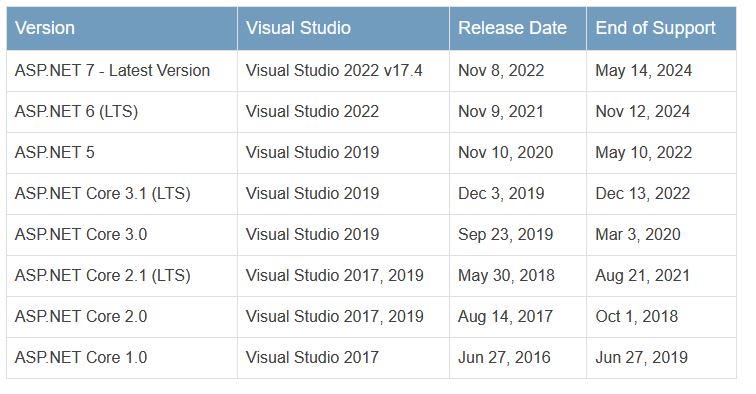 Version Visual Studio Release Date End of Support
ASP.NET 7 - Latest Version Visual Studio 2022 v17.4 Nov 8, 2022 May 14, 2024
ASP.NET 6 (LTS) Visual Studio 2022 Nov 9, 2021 Nov 12, 2024
ASP.NET 5 Visual Studio 2019 Nov 10, 2020 May 10, 2022
ASP.NET Core 3.1 (LTS) Visual Studio 2019 Dec 3, 2019 Dec 13, 2022
ASP.NET Core 3.0 Visual Studio 2019 Sep 23, 2019 Mar 3, 2020
ASP.NET Core 2.1 (LTS) Visual Studio 2017, 2019 May 30, 2018 Aug 21, 2021
ASP.NET Core 2.0 Visual Studio 2017, 2019 Aug 14, 2017 Oct 1, 2018
ASP.NET Core 1.0 Visual Studio 2017 Jun 27, 2016 Jun 27, 2019